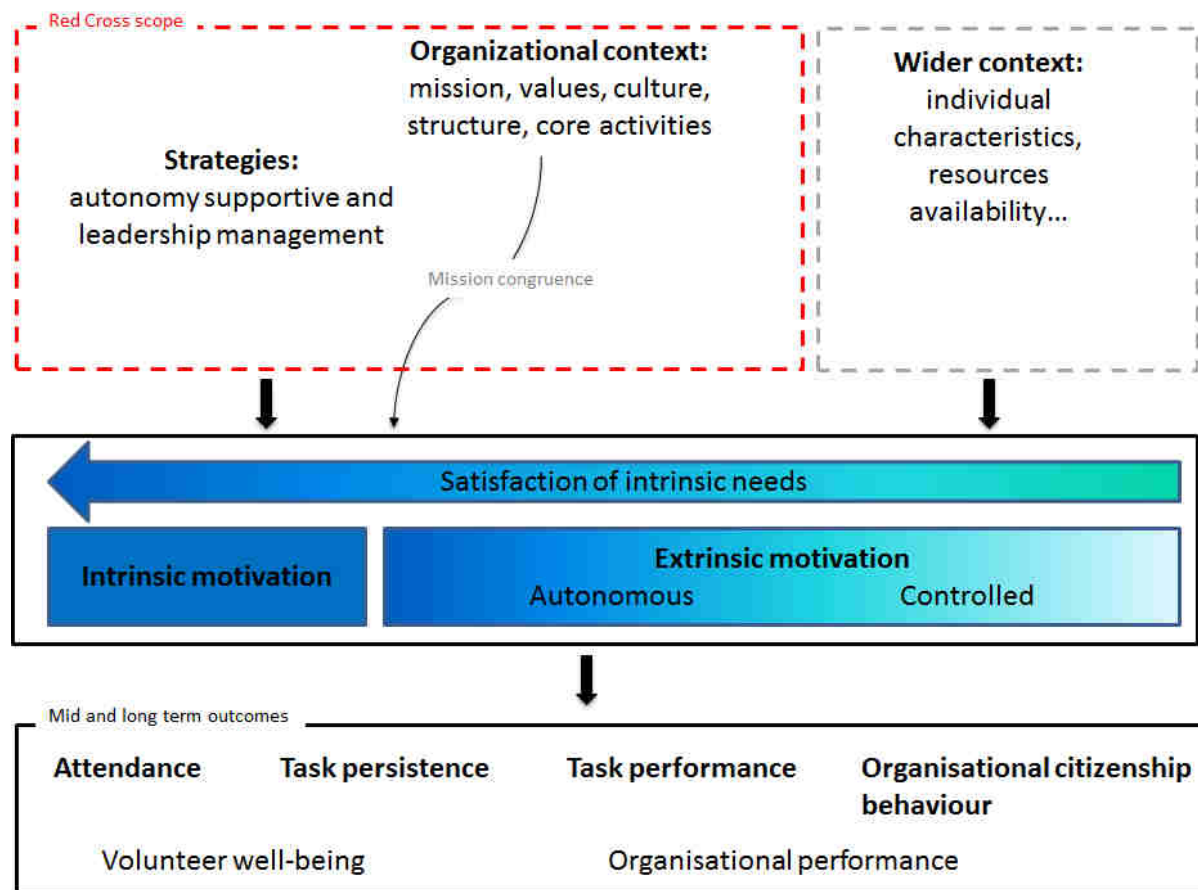 Red Cross scope
Organizational context:
mission, values, culture,
structure, core activities
Strategies:
autonomy supportive and
leadership management
Mission congruence
Wider context:
individual
characteristics,
resources
availability...
Satisfaction of intrinsic needs
Intrinsic motivation
Extrinsic motivation
Autonomous
Controlled
Mid and long term outcomes
Attendance
Task persistence
Task performance
Organisational citizenship
behaviour
Volunteer well-being
Organisational performance